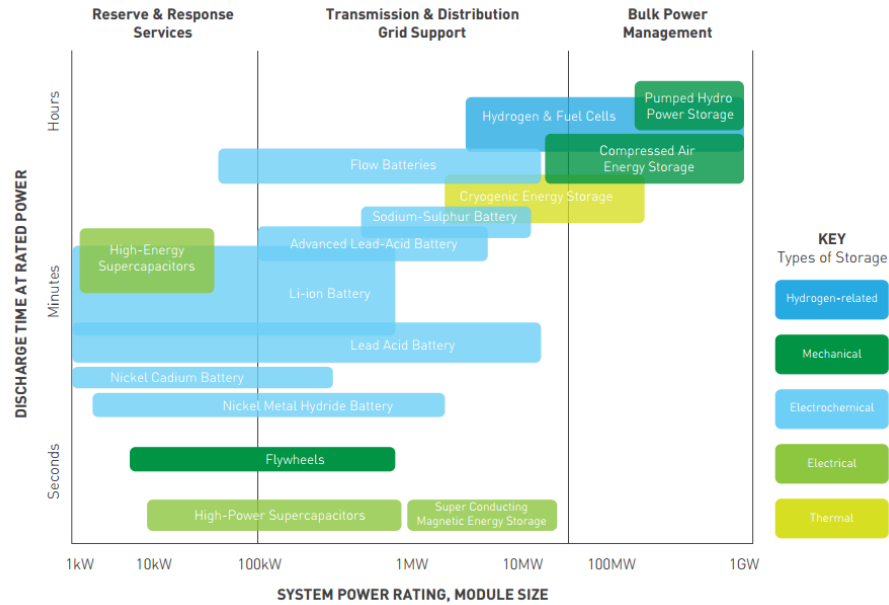 Reserve & Response
Services
Transmission & Distribution
Grid Support
Bulk Power
Management
DISCHARGE TIME AT RATED POWER
Hours
Minutes
Seconds
Pumped Hydro
Power Storage
Hydrogen & Fuel Cells
Compressed Air
Energy Storage
Flow Batteries
Cryogenic Energy Storage
Sodium-Sulphur Battery
Advanced Lead-Acid Battery
High-Energy
Supercapacitors
Li-ion Battery
Lead Acid Battery
Nickel Cadium Battery
Nickel Metal Hydride Battery
Flywheels
High-Power Supercapacitors
Super Conducting
Magnetic Energy Storage
1kW
10kW
100kW
1MW
10MW
100MW
1GW
SYSTEM POWER RATING, MODULE SIZE
KEY
Types of Storage
Hydrogen-related
Mechanical
Electrochemical
Electrical
Thermal